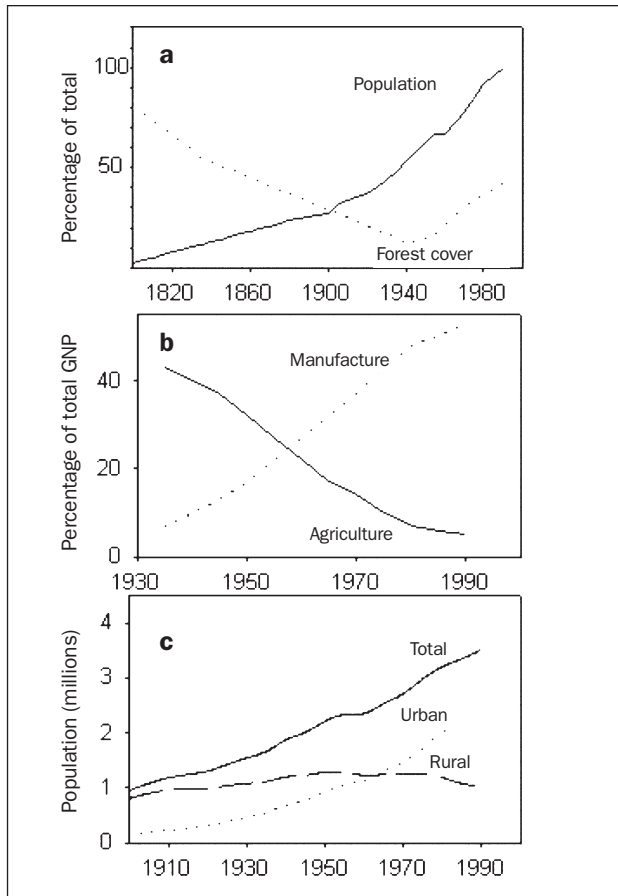 a
Percentage of total
100
50
Population
Forest cover
1820 1860 1900 1940 1980
b
Percentage of total GNP
40
20
0
Manufacture
Agriculture
1930 1950 1970 1990
c
Population (millions)
4
3
2
1
0
Total
Urban
Rural
1910 1930 1950 1970 1990